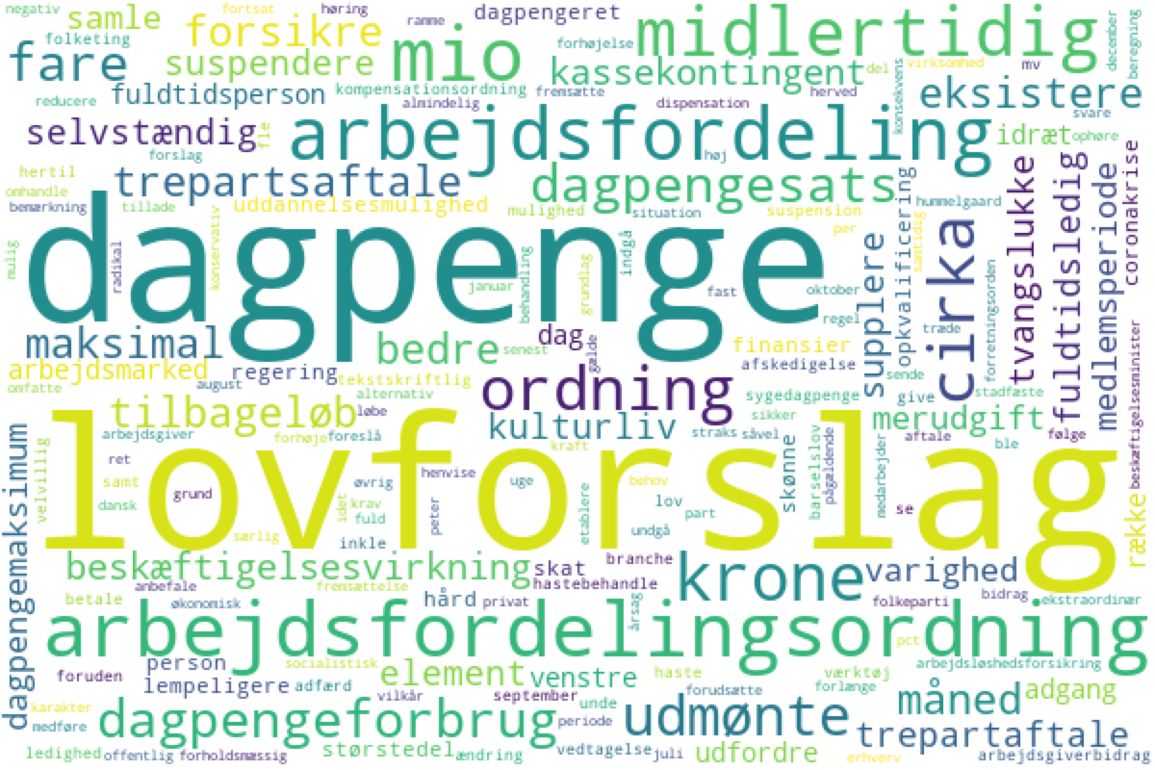 negativ
fortsat
høring
ramme
dagpengeret
samle
forsikre
folketing
mio
forhøjelse
midlertidig
december
beregning
fare
suspendere
kassekontingent
del
virksomhed
mv
reducere
fuldtidsperson
kompensationsordning
fremsætte
herved
konsekvens
eksistere
almindelig
dispensation
svare
selvstændig
fle
arbejdsfordeling
idræt
ophøre
forslag
høj
hertil
trepartsaftale
dagpengesats
tvangslukke
fuldtidsledig
medlemsperiode
coronakrise
omhandle
bemærkning
tillade
uddannelsesmulighed
mulighed
situation
suspension
opkvalificering
hummelgaard
samtidig
konservativ
per
mulig
radikal
dagpenge
behandling
grundlag
indgå
januar
fast
oktober
supplere
cirka
forretningsorden
regel
træde
maksimal
bedre
dag
senest
gælde
finansier
afskedigelse
sende
arbejdsmarked
regering
tekstskriftlig
omfatte
august
alternativ
ordning
sygedagpenge
give
stadfæste
beskæftigelsesminister
tilbageløb
løbe
kulturliv
sikker
merudgift
arbejdsgiver
forhøje
foreslå
straks
såvel
aftale
følge
ble
lovforslag
dagpengemaksimum
velvillig
ret
kraft
skønne
barselslov
pågældende
medarbejder
række
samt
grund
øvrig
henvise
uge
behov
dansk
idet
krav
fuld
peter
etablere
lov
part
se
særlig
inkle
undgå
beskæftigelsesvirkning
skat
branche
krone
varighed
anbefale
fremsættelse
hastebehandle
bidrag
betale
økonomisk
hård
privat
årsag
folkeparti
ekstraordinær
arbejdsfordelingsordning
pct
person
socialistisk
element
venstre
haste
værktøj
arbejdsløshedsforsikring
foruden
lempeligere
adfærd
vilkår
september
unde
forudsætte
forlænge
måned
adgang
karakter
medføre
dagpengeforbrug
periode
udmønte
trepartaftale
ledighed
offentlig
forholdsmæssig
størstedel
ændring
vedtagelse
juli
udfordre
erhverv
arbejdsgiverbidrag